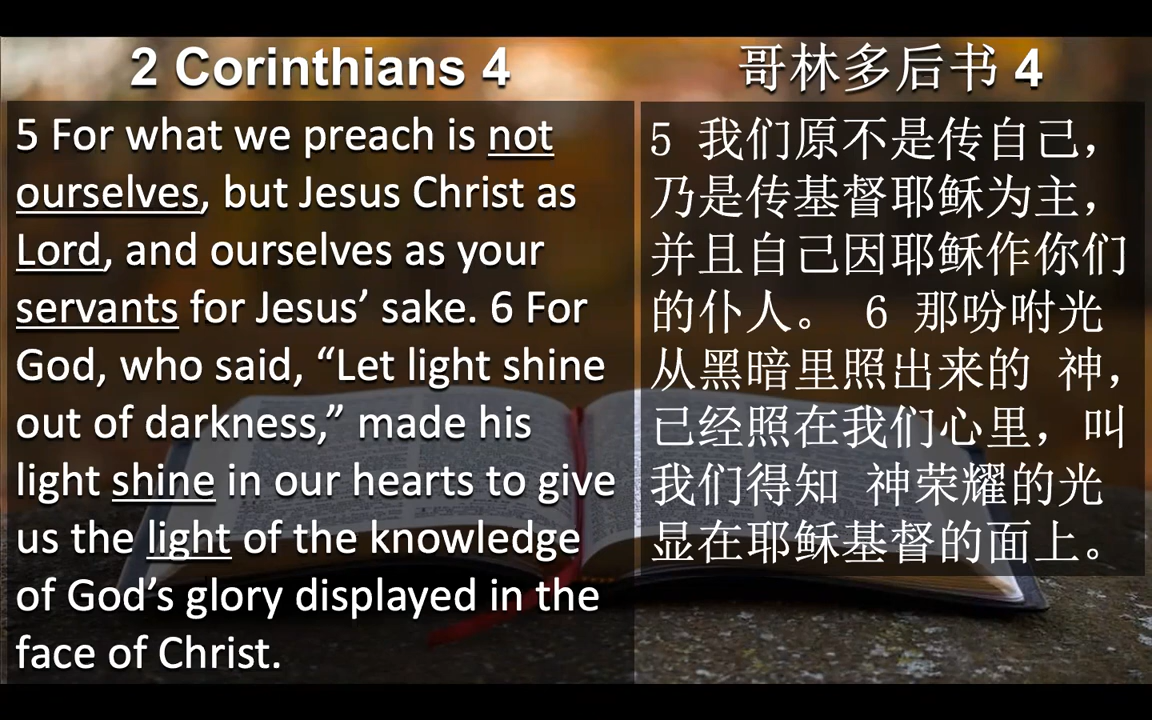 2 Corinthians 4
5 For what we preach is not
ourselves, but Jesus Christ as
Lord, and ourselves as your
servants for Jesus’ sake. 6 For
God, who said, “Let light shine
out of darkness,” made his
light shine in our hearts to give
us the light of the knowledge
of God’s glory displayed in the
face of Christ.
哥林多后书 4
5 我们原不是传自己，
乃是传基督耶稣为主，
并且自己因耶稣作你们
的仆人。 6 那吩咐光
从黑暗里照出来的 神，
已经照在我们心里，叫
我们得知 神荣耀的光
显在耶稣基督的面上。